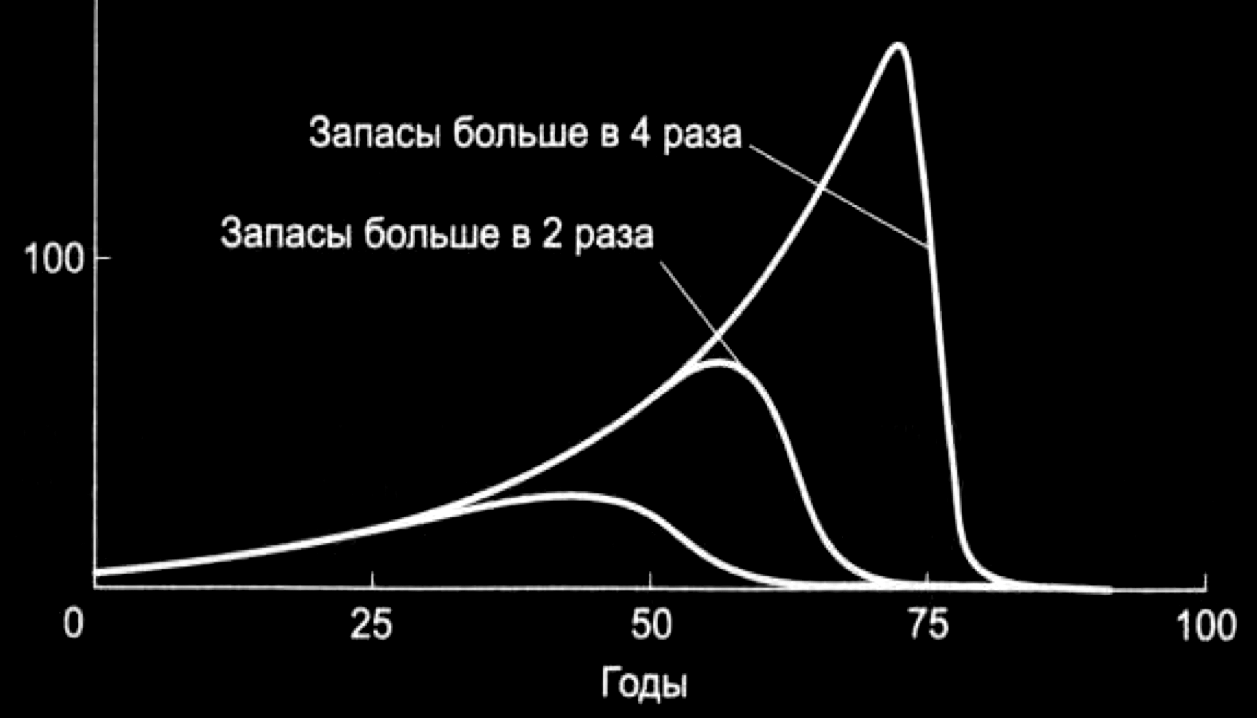 Запасы больше в 4 раза
Запасы больше в 2 раза
100
0 25 50 75 100
Годы